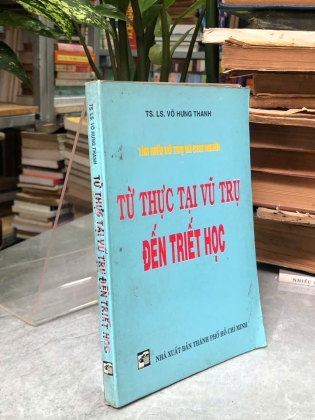 TS. LS. VÕ HƯNG THANH
TỪ THỰC TẠI VŨ TRỤ
ĐẾN TRIẾT HỌC
NHÀ XUẤT BẢN THÀNH PHỐ HỒ CHÍ MINH
TS. LS. VÕ HƯNG THANH
TỪ THỰC TẠI VŨ TRỤ ĐẾN TRIẾT HỌC
NHIỀU